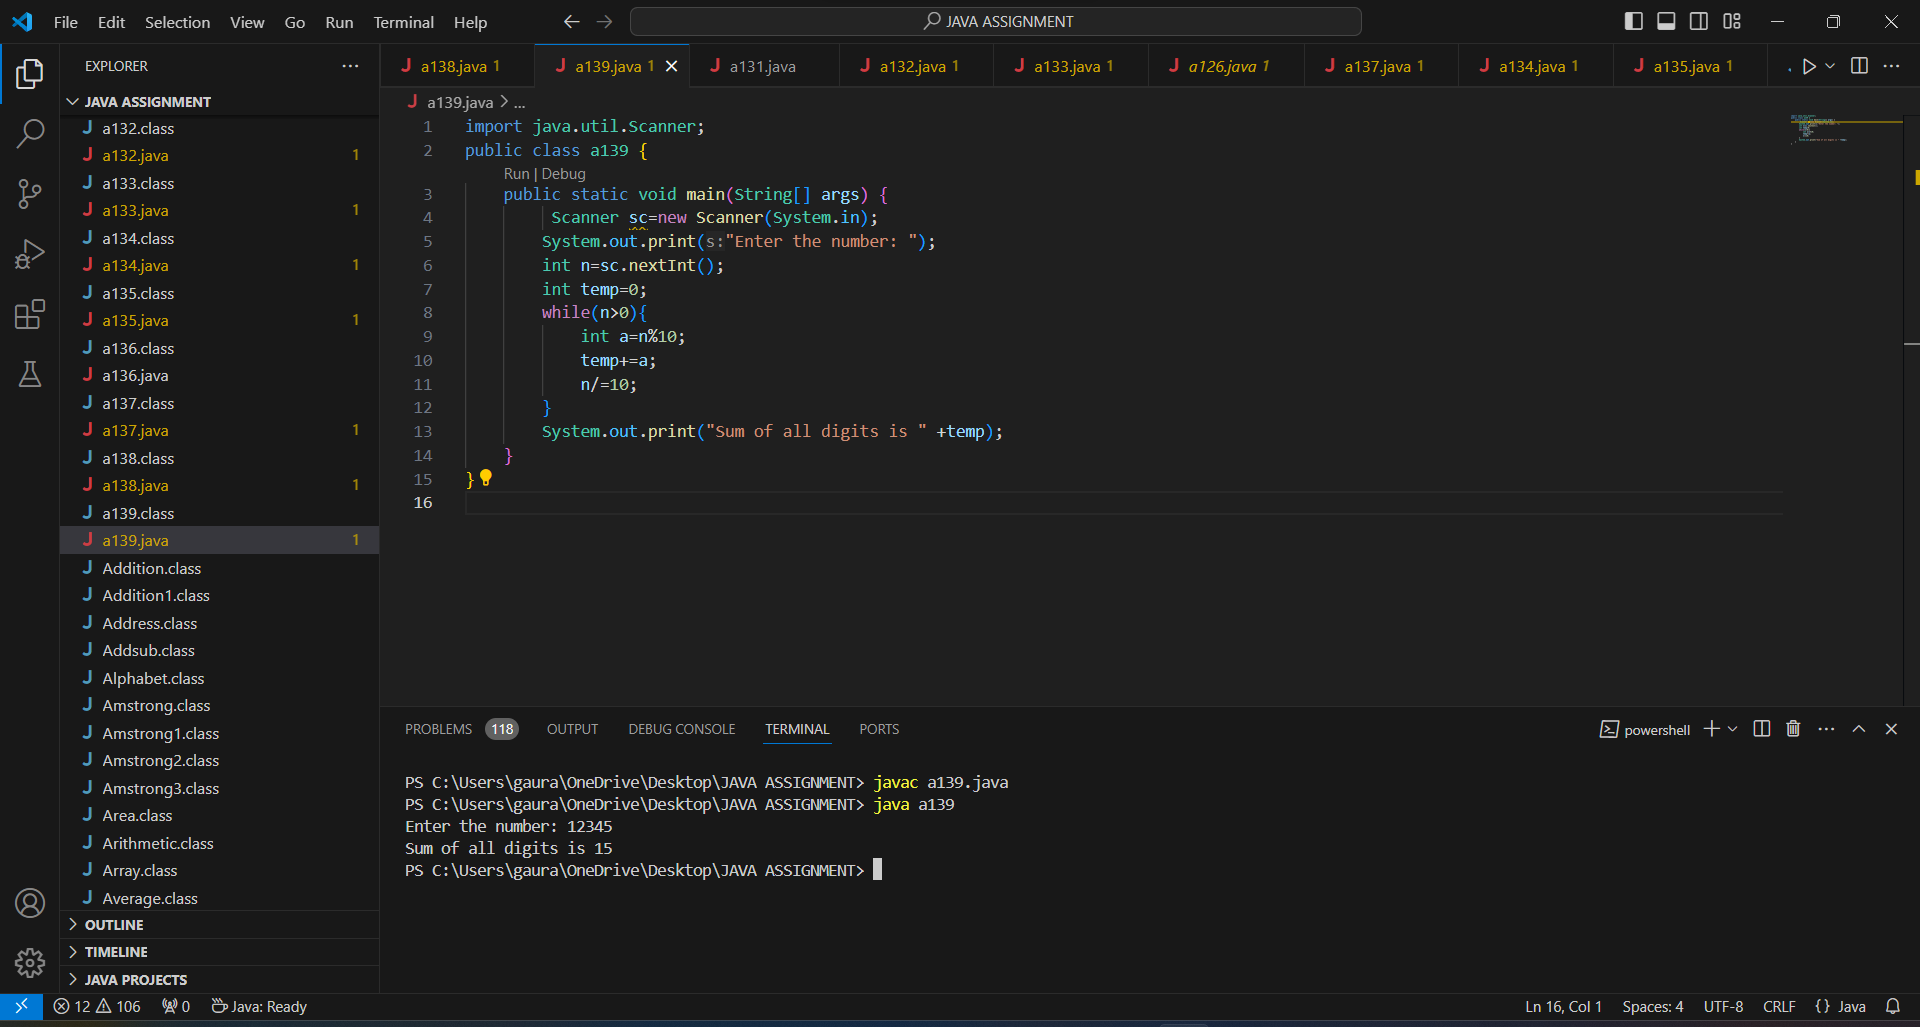 File Edit Selection View Go Run Terminal Help
JAVA ASSIGNMENT
EXPLORER
JAVA ASSIGNMENT
a132.class
a132.java 1
a133.class
a133.java 1
a134.class
a134.java 1
a135.class
a135.java 1
a136.class
a136.java
a137.class
a137.java 1
a138.class
a138.java 1
a139.class
a139.java 1
Addition.class
Addition1.class
Address.class
Addsub.class
Alphabet.class
Amstrong.class
Amstrong1.class
Amstrong2.class
Amstrong3.class
Area.class
Arithmetic.class
Array.class
Average.class
OUTLINE
TIMELINE
JAVA PROJECTS
a138.java 1 a139.java 1 a131.java a132.java 1 a133.java 1 a126.java 1 a137.java 1 a134.java 1 a135.java 1
a139.java > ...
1 import java.util.Scanner;
2 public class a139 {
Run | Debug
3 public static void main(String[] args) {
4 Scanner sc=new Scanner(System.in);
5 System.out.print(s:"Enter the number: ");
6 int n=sc.nextInt();
7 int temp=0;
8 while(n>0){
9 int a=n%10;
10 temp+=a;
11 n/=10;
12 }
13 System.out.print("Sum of all digits is " +temp);
14 }
15 }
16
PROBLEMS 118 OUTPUT DEBUG CONSOLE TERMINAL PORTS
powershell
PS C:\Users\gaura\OneDrive\Desktop\JAVA ASSIGNMENT> javac a139.java
PS C:\Users\gaura\OneDrive\Desktop\JAVA ASSIGNMENT> java a139
Enter the number: 12345
Sum of all digits is 15
PS C:\Users\gaura\OneDrive\Desktop\JAVA ASSIGNMENT>
12 106 0 Java: Ready
Ln 16, Col 1 Spaces: 4 UTF-8 CRLF {} Java